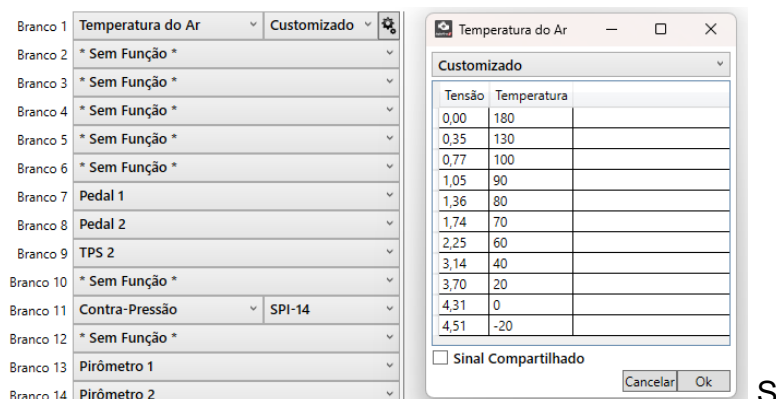 Branco 1 Temperatura do Ar Customizado
Branco 2 * Sem Função *
Branco 3 * Sem Função *
Branco 4 * Sem Função *
Branco 5 * Sem Função *
Branco 6 * Sem Função *
Branco 7 Pedal 1
Branco 8 Pedal 2
Branco 9 TPS 2
Branco 10 * Sem Função *
Branco 11 Contra-Pressão SPI-14
Branco 12 * Sem Função *
Branco 13 Pirômetro 1
Branco 14 Pirômetro 2
Temperatura do Ar
Customizado
Tensão Temperatura
0,00 180
0,35 130
0,77 100
1,05 90
1,36 80
1,74 70
2,25 60
3,14 40
3,70 20
4,31 0
4,51 -20
Sinal Compartilhado
Cancelar Ok
S